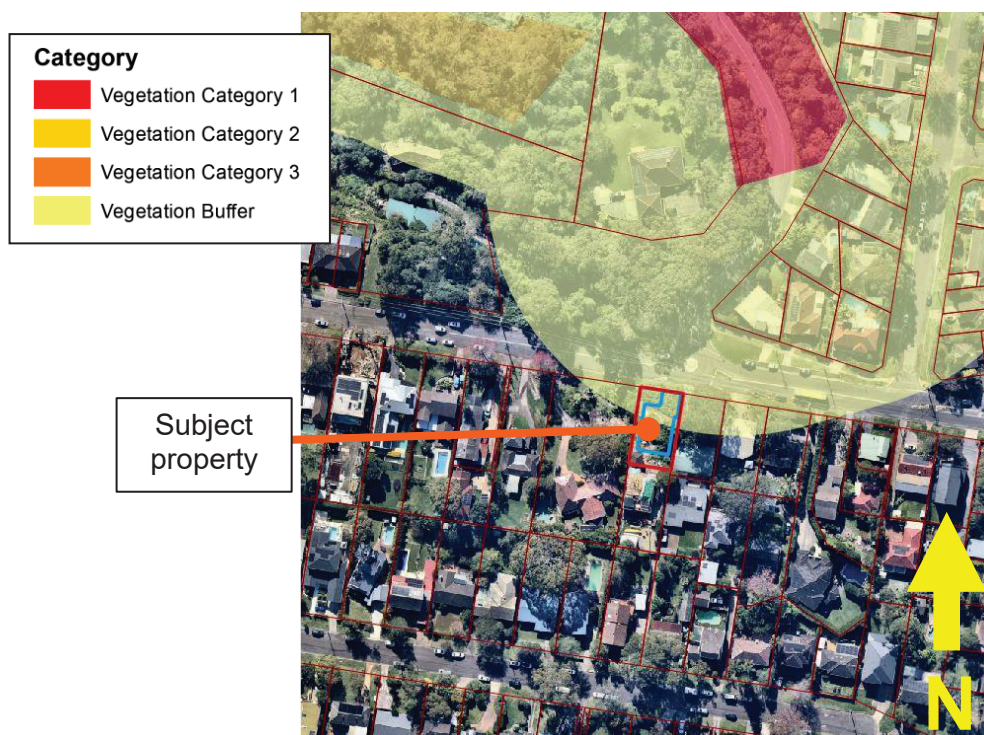 Category
Vegetation Category 1
Vegetation Category 2
Vegetation Category 3
Vegetation Buffer
Subject
property
N